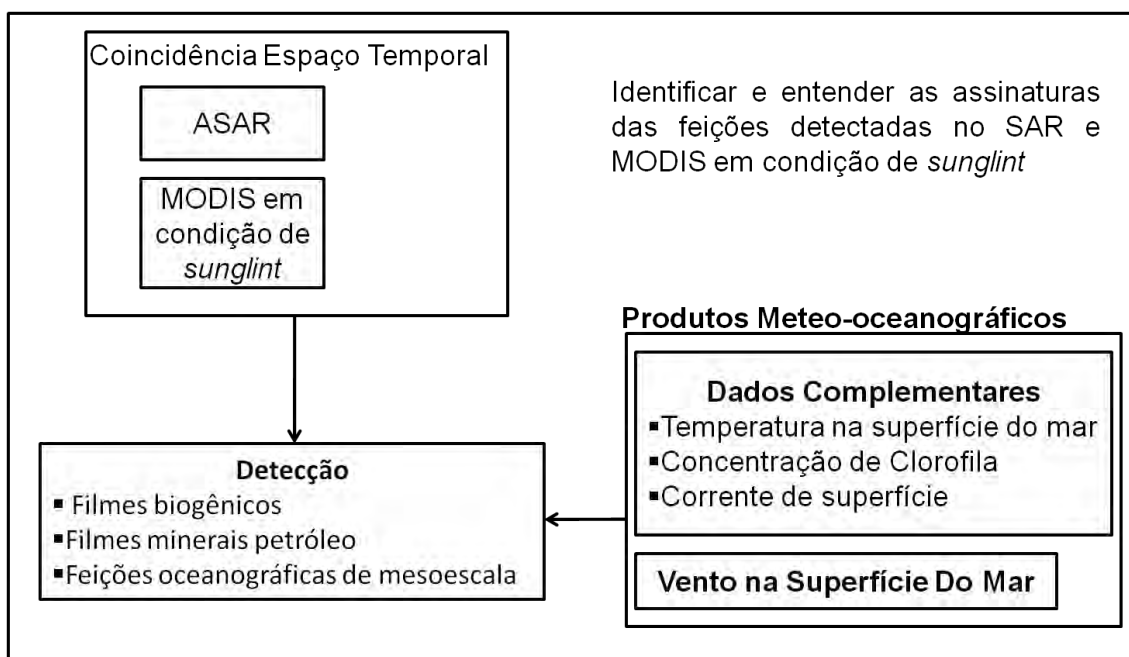 Coincidência Espaço Temporal
ASAR
MODIS em
condição de
sunglint
Identificar e entender as assinaturas
das feições detectadas no SAR e
MODIS em condição de sunglint
Produtos Meteo-oceanográficos
Dados Complementares
▪Temperatura na superfície do mar
▪Concentração de Clorofila
▪Corrente de superfície
Vento na Superfície Do Mar
Detecção
▪ Filmes biogênicos
▪Filmes minerais petróleo
▪Feições oceanográficas de mesoescala